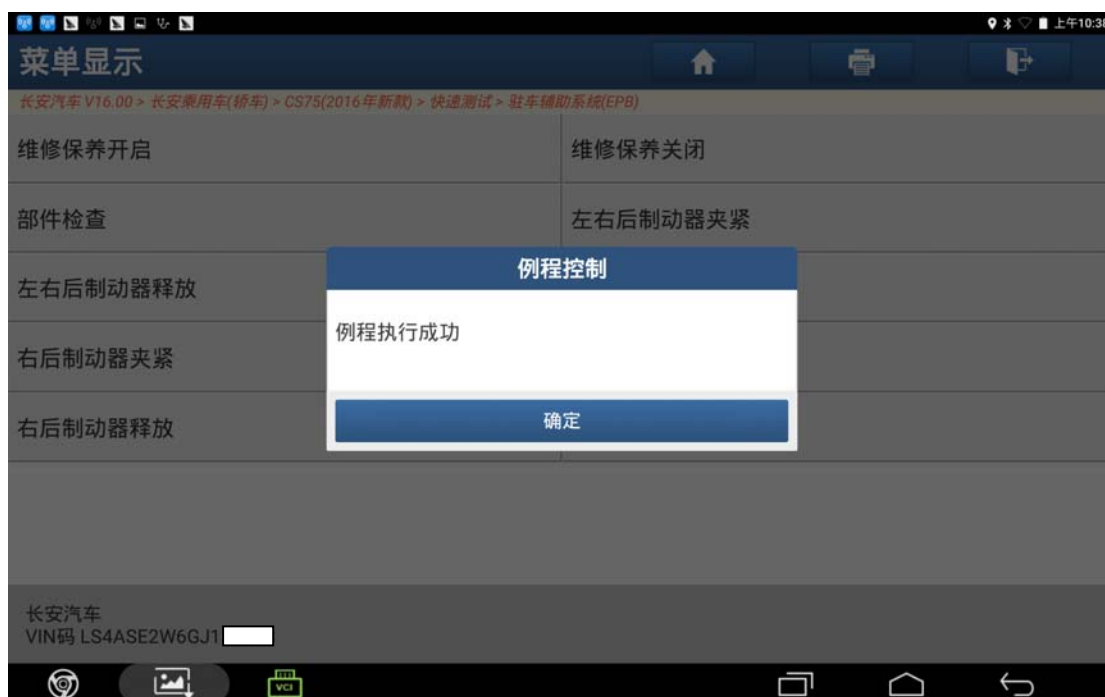 上午10:38
菜单显示
长安汽车 V16.00 > 长安乘用车(轿车) > CS75(2016年新款) > 快速测试 > 驻车辅助系统(EPB)
维修保养开启
维修保养关闭
部件检查
左右后制动器夹紧
左右后制动器释放
右后制动器夹紧
右后制动器释放
例程控制
例程执行成功
确定
长安汽车
VIN码 LS4ASE2W6GJ1
VCI